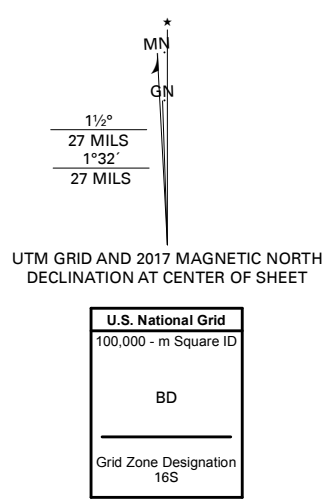 ★
MN
GN
1½°
27 MILS
1°32´
27 MILS
UTM GRID AND 2017 MAGNETIC NORTH
DECLINATION AT CENTER OF SHEET
U.S. National Grid
100,000 - m Square ID
BD
Grid Zone Designation
16S